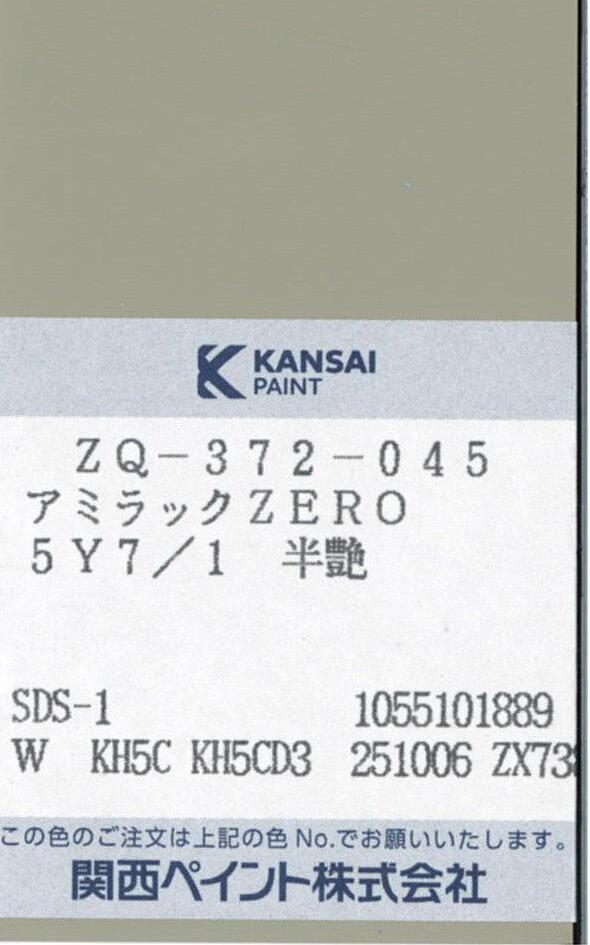 KANSAI
PAINT
ZQ-372-045
アミラックZERO
5Y7/1 半艶
SDS-1 1055101889
W KH5C KH5CD3 251006
この色のご注文は上記の色No.でお願いいたします。
関西ペイント株式会社